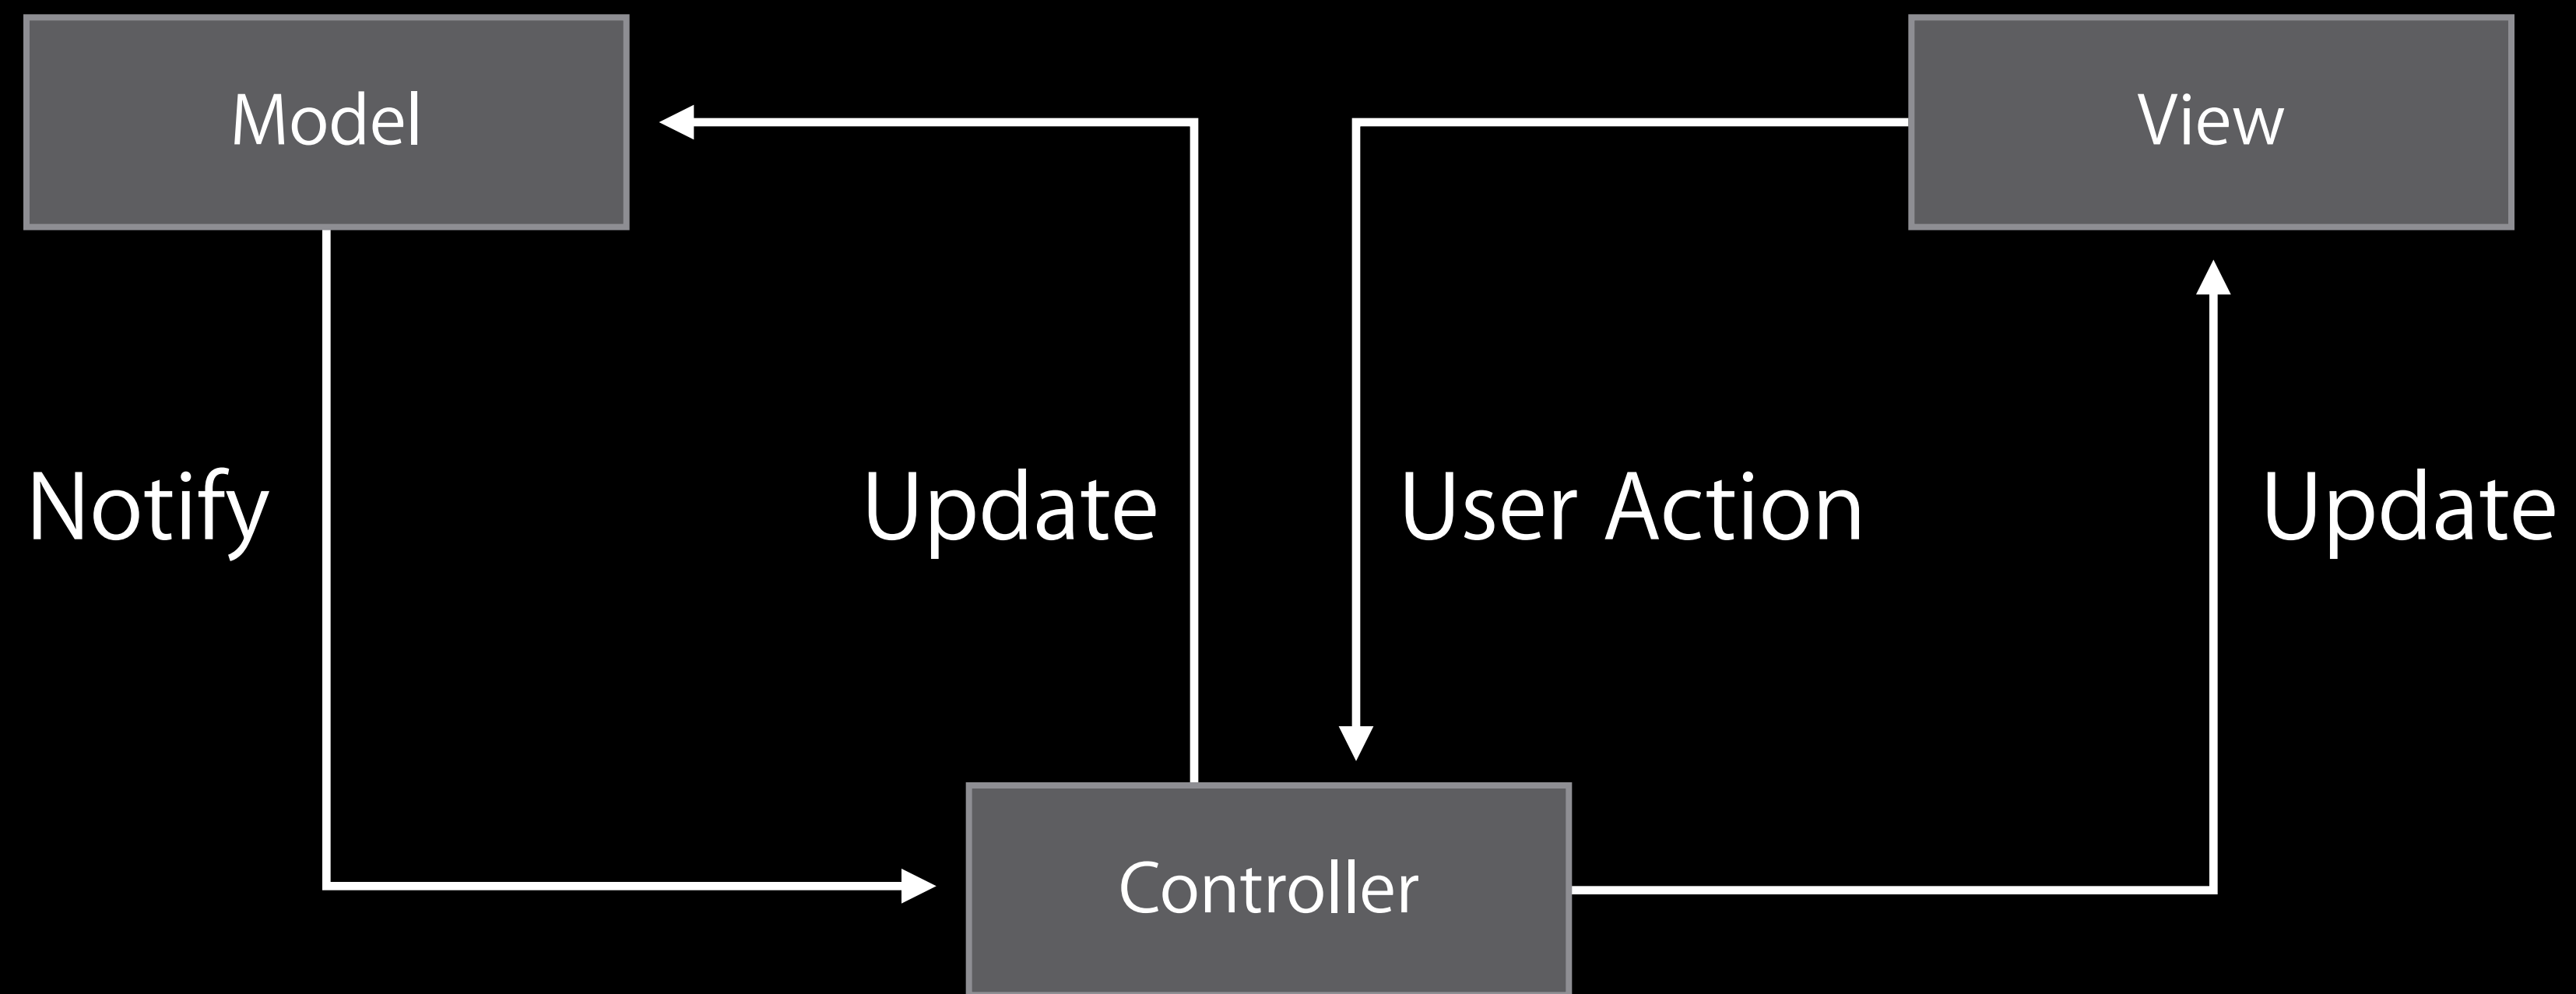 Model
View
Notify
Update
User Action
Update
Controller